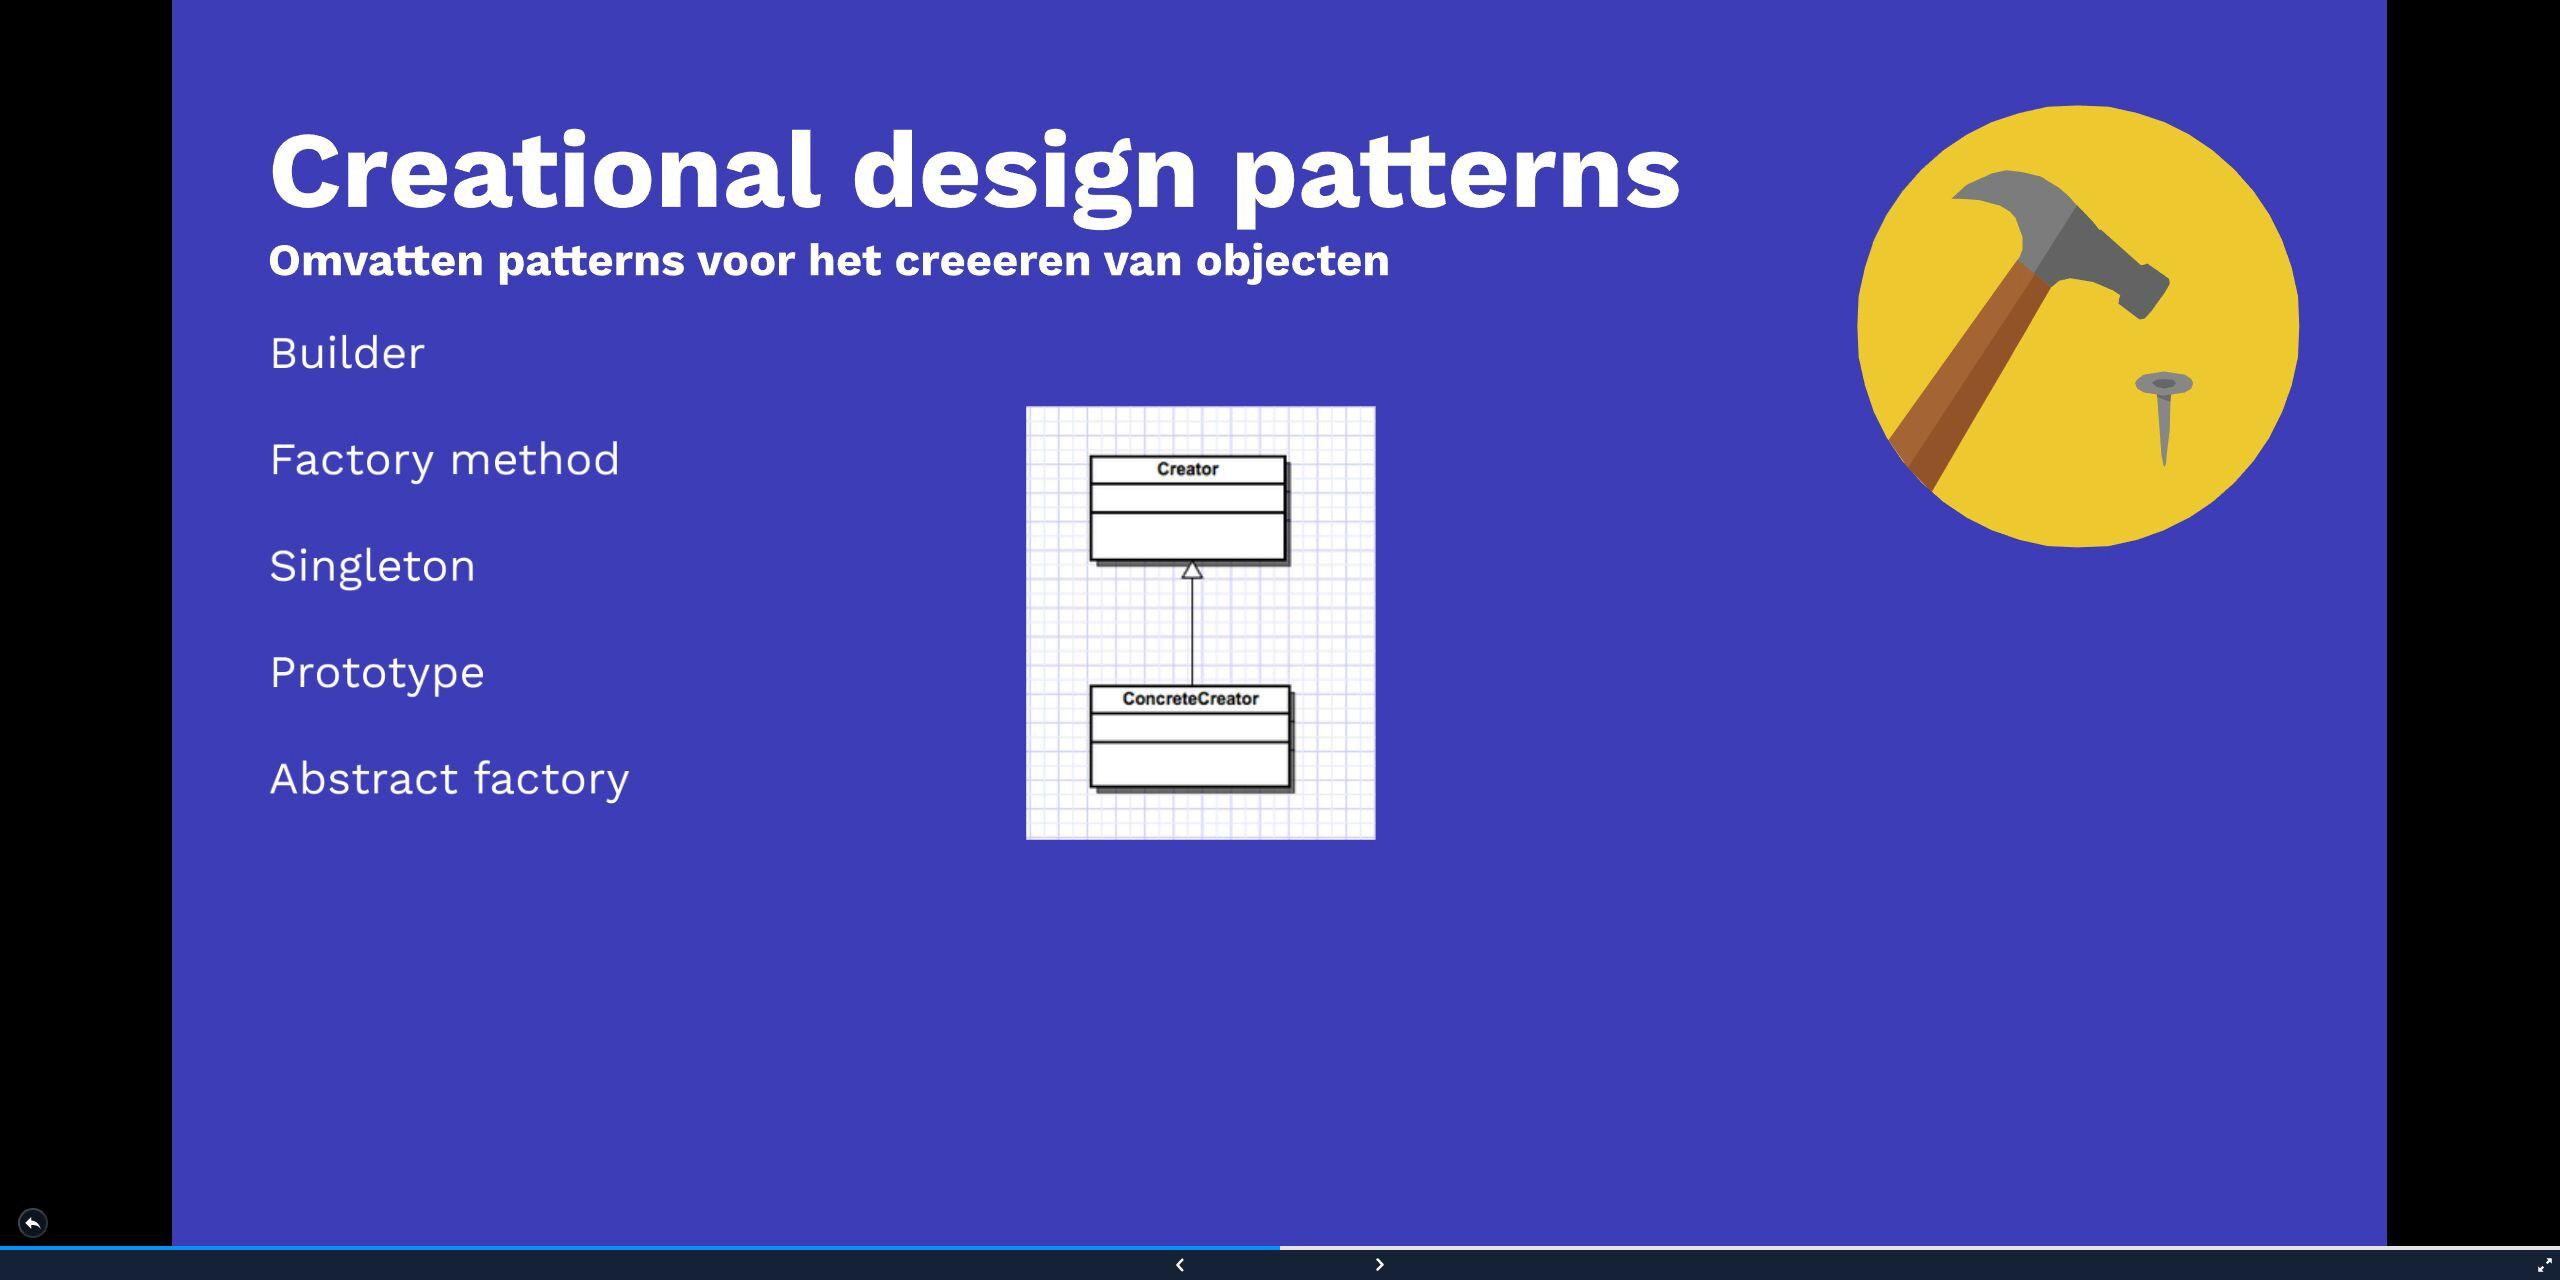 Creational design patterns
Omvatten patterns voor het creeeren van objecten
Builder
Factory method
Singleton
Prototype
Abstract factory
Creator
ConcreteCreator